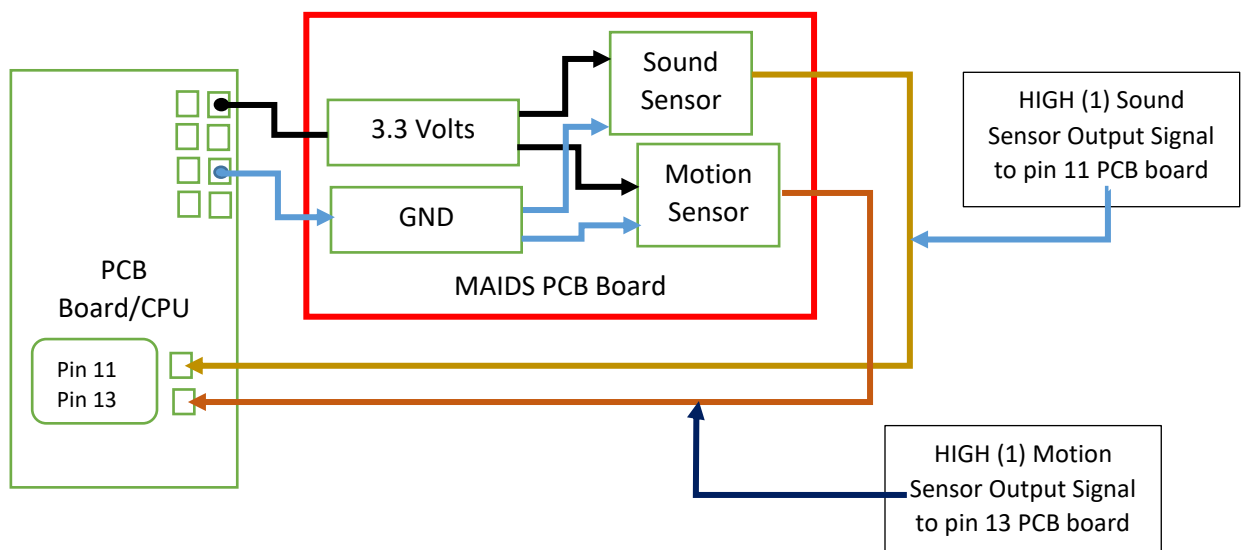 Sound
Sensor
3.3 Volts
Motion
Sensor
GND
MAIDS PCB Board
PCB
Board/CPU
Pin 11
Pin 13
HIGH (1) Sound
Sensor Output Signal
to pin 11 PCB board
HIGH (1) Motion
Sensor Output Signal
to pin 13 PCB board